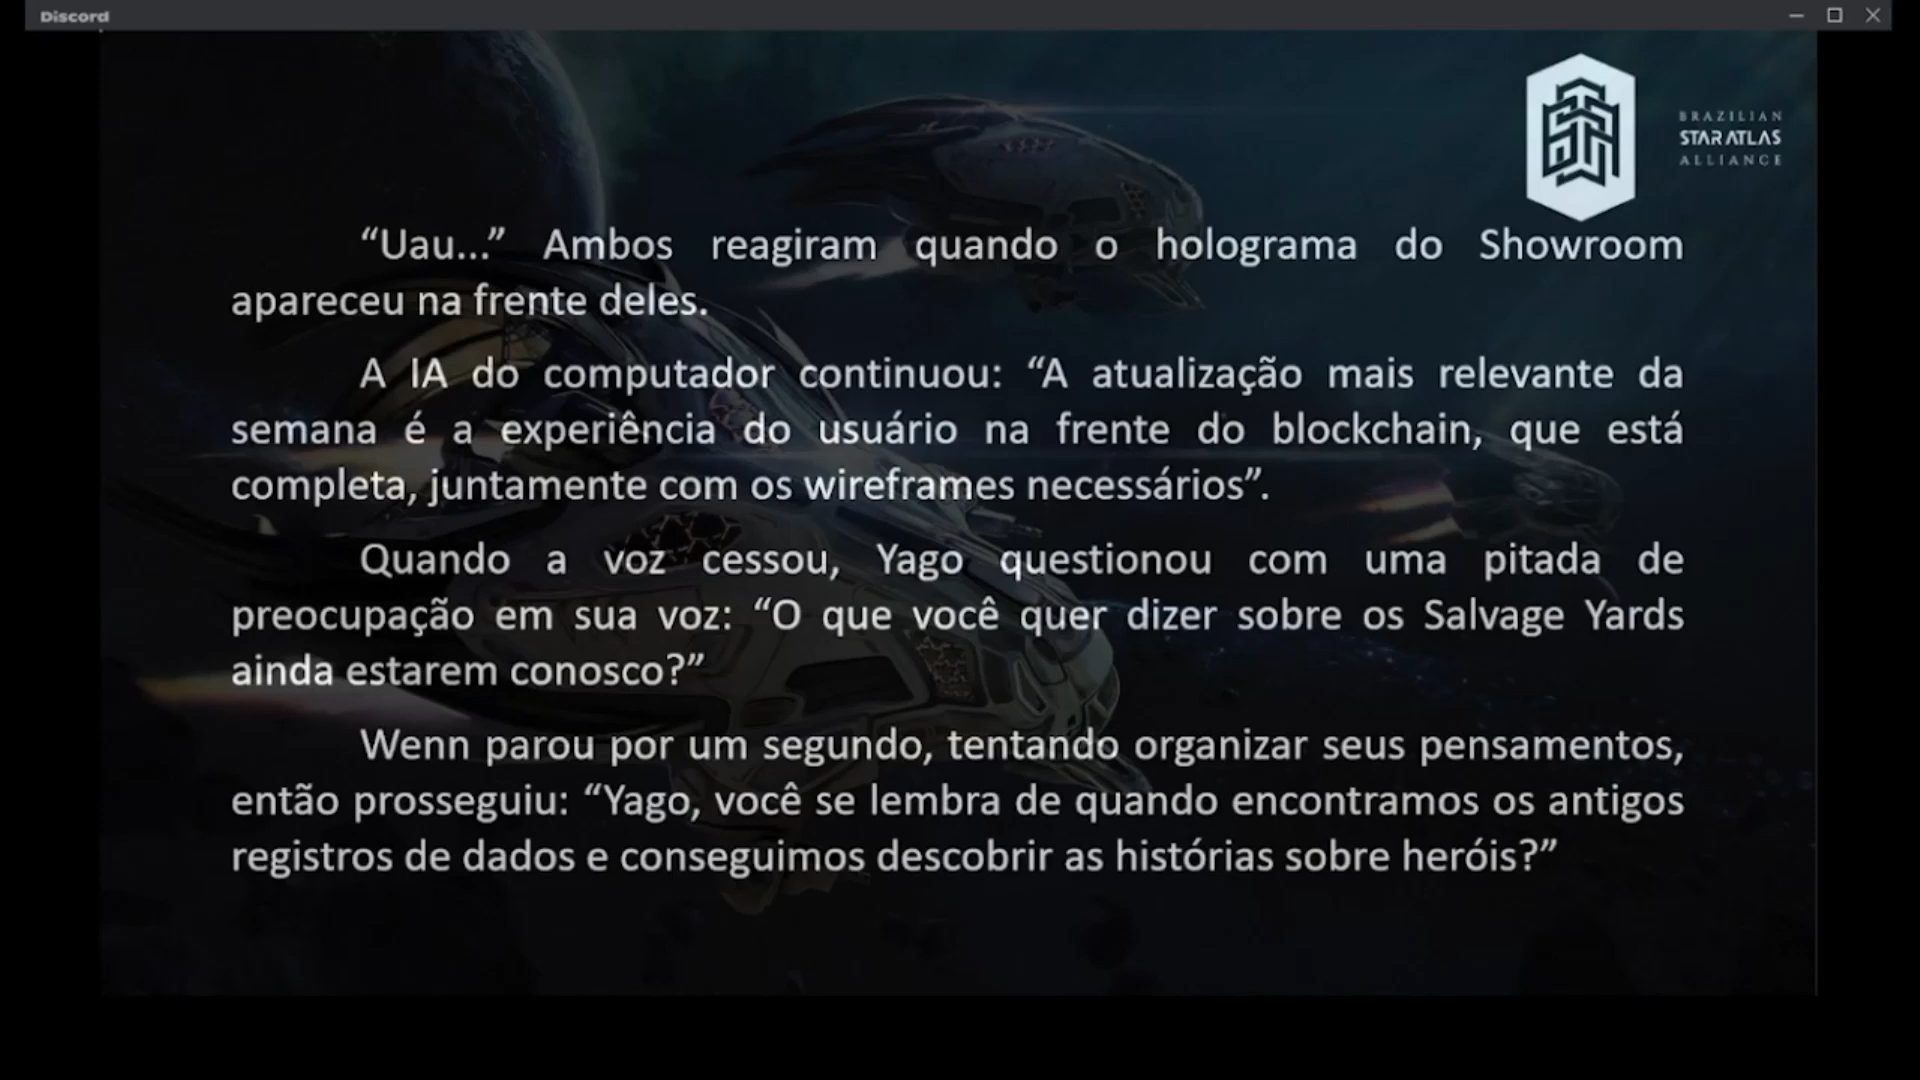 Discord
BRAZILIAN
STAR ATLAS
ALLIANCE
“Uau...” Ambos reagiram quando o holograma do Showroom
apareceu na frente deles.
A IA do computador continuou: “A atualização mais relevante da
semana é a experiência do usuário na frente do blockchain, que está
completa, juntamente com os wireframes necessários”.
Quando a voz cessou, Yago questionou com uma pitada de
preocupação em sua voz: “O que você quer dizer sobre os Salvage Yards
ainda estarem conosco?”
Wenn parou por um segundo, tentando organizar seus pensamentos,
então prosseguiu: “Yago, você se lembra de quando encontramos os antigos
registros de dados e conseguimos descobrir as histórias sobre heróis?”